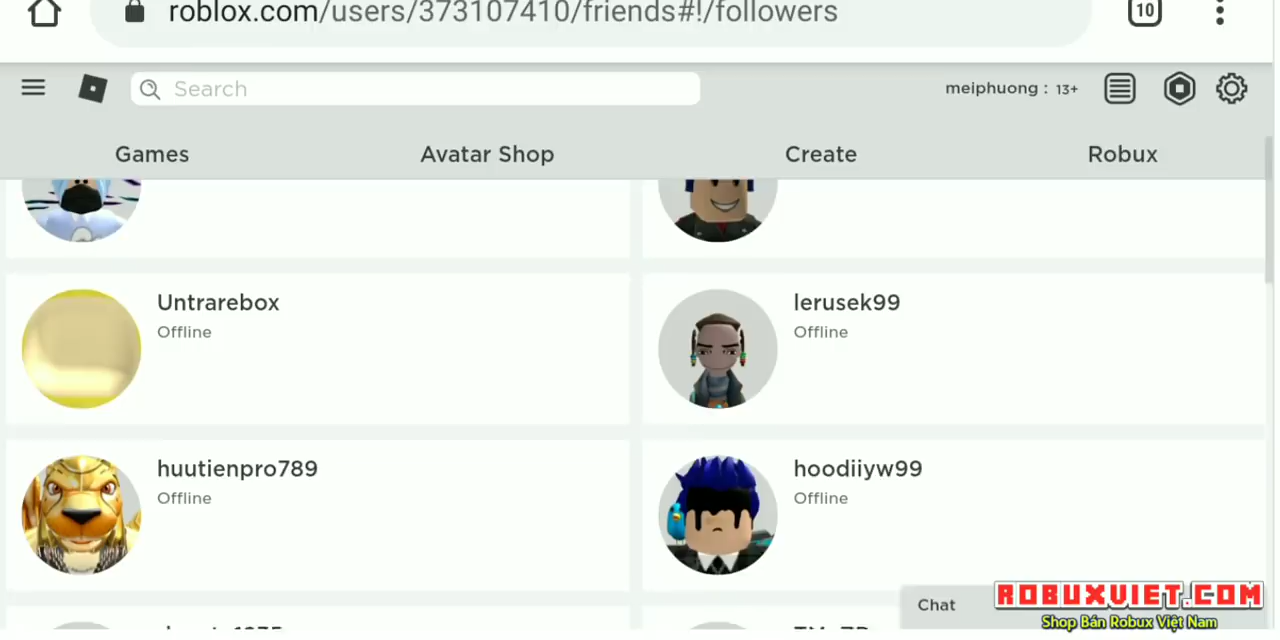 roblox.com/users/373107410/friends#!/followers
10
Search
meiphuong : 13+
Games
Avatar Shop
Create
Robux
Untrarebox
Offline
lerusek99
Offline
huutienpro789
Offline
hoodiiyw99
Offline
Chat
ROBUXVIET.COM
Shop Bán Robux Việt Nam